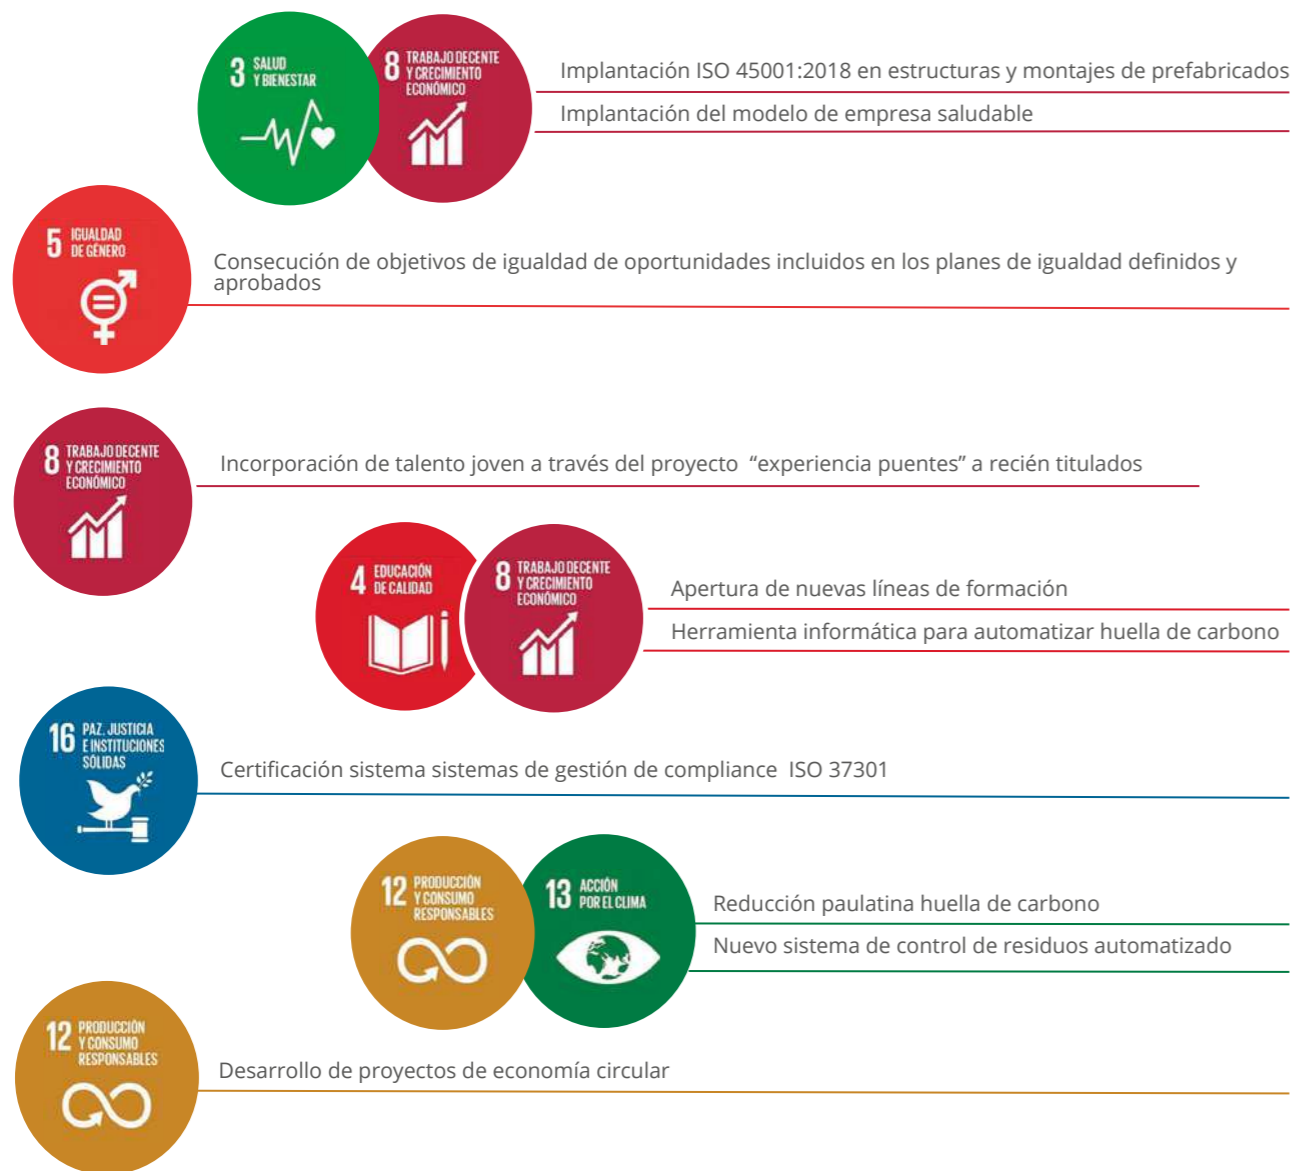 3 SALUD
Y BIENESTAR
8 TRABAJO DECENTE
Y CRECIMIENTO
ECONÓMICO
Implantación ISO 45001:2018 en estructuras y montajes de prefabricados
Implantación del modelo de empresa saludable
5 IGUALDAD
DE GÉNERO
Consecución de objetivos de igualdad de oportunidades incluidos en los planes de igualdad definidos y
aprobados
8 TRABAJO DECENTE
Y CRECIMIENTO
ECONÓMICO
Incorporación de talento joven a través del proyecto “experiencia puentes” a recién titulados
4 EDUCACIÓN
DE CALIDAD
8 TRABAJO DECENTE
Y CRECIMIENTO
ECONÓMICO
Apertura de nuevas líneas de formación
Herramienta informática para automatizar huella de carbono
16 PAZ, JUSTICIA
E INSTITUCIONES
SÓLIDAS
Certificación sistema sistemas de gestión de compliance ISO 37301
12 PRODUCCIÓN
Y CONSUMO
RESPONSABLES
13 ACCIÓN
POR EL CLIMA
Reducción paulatina huella de carbono
Nuevo sistema de control de residuos automatizado
12 PRODUCCIÓN
Y CONSUMO
RESPONSABLES
Desarrollo de proyectos de economía circular